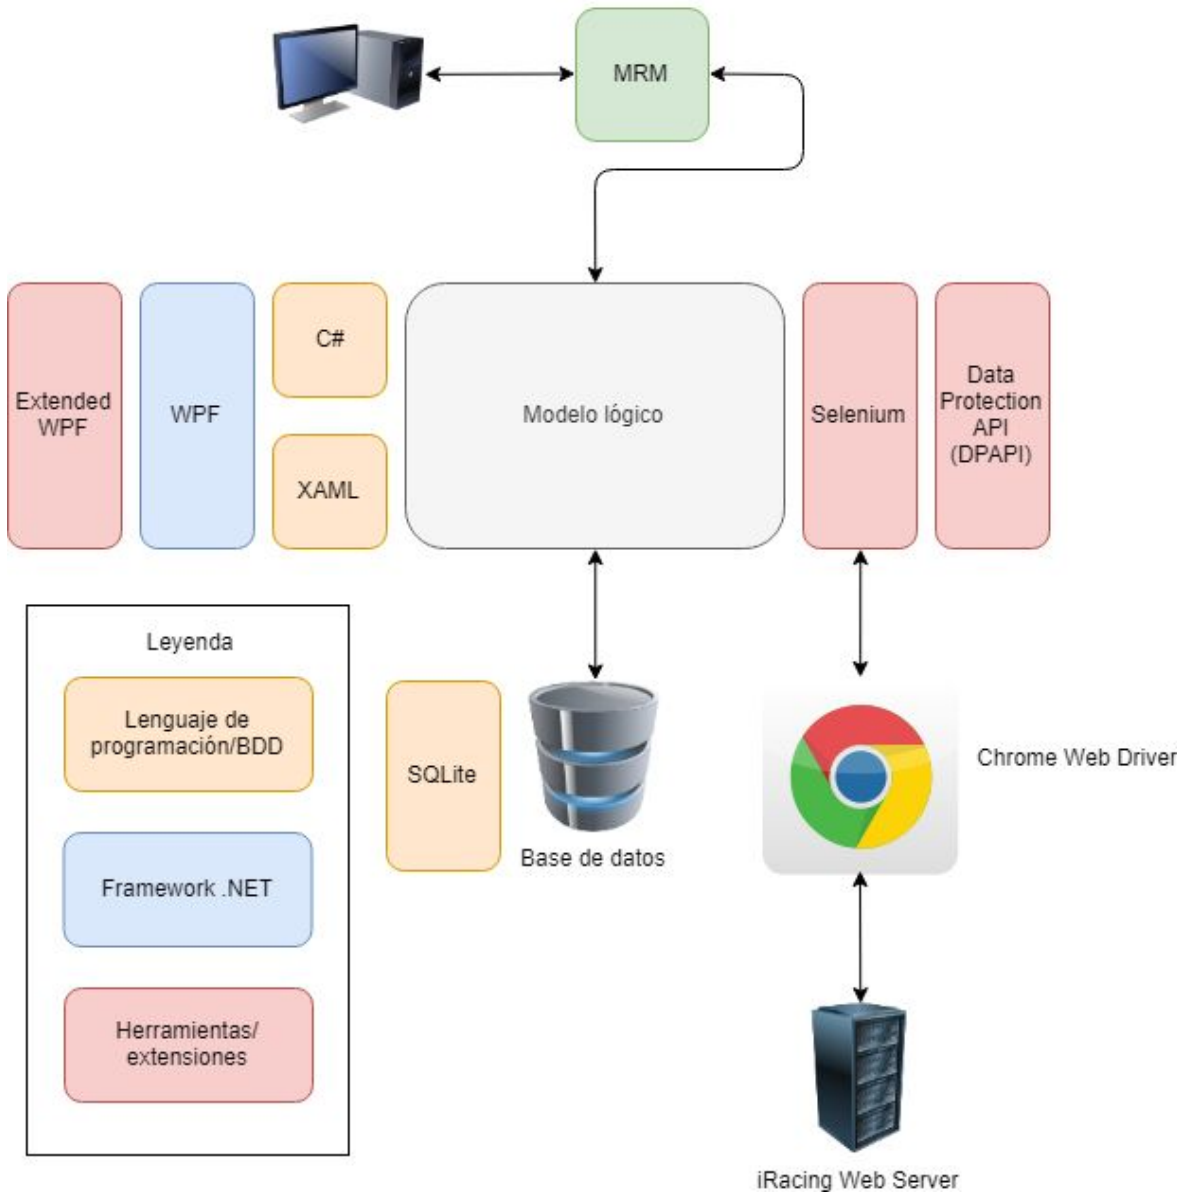 MRM
Extended
WPF
WPF
C#
XAML
Modelo lógico
Selenium
Data
Protection
API
(DPAPI)
Leyenda
Lenguaje de
programación/BDD
Framework .NET
Herramientas/
extensiones
SQLite
Base de datos
Chrome Web Driver
iRacing Web Server